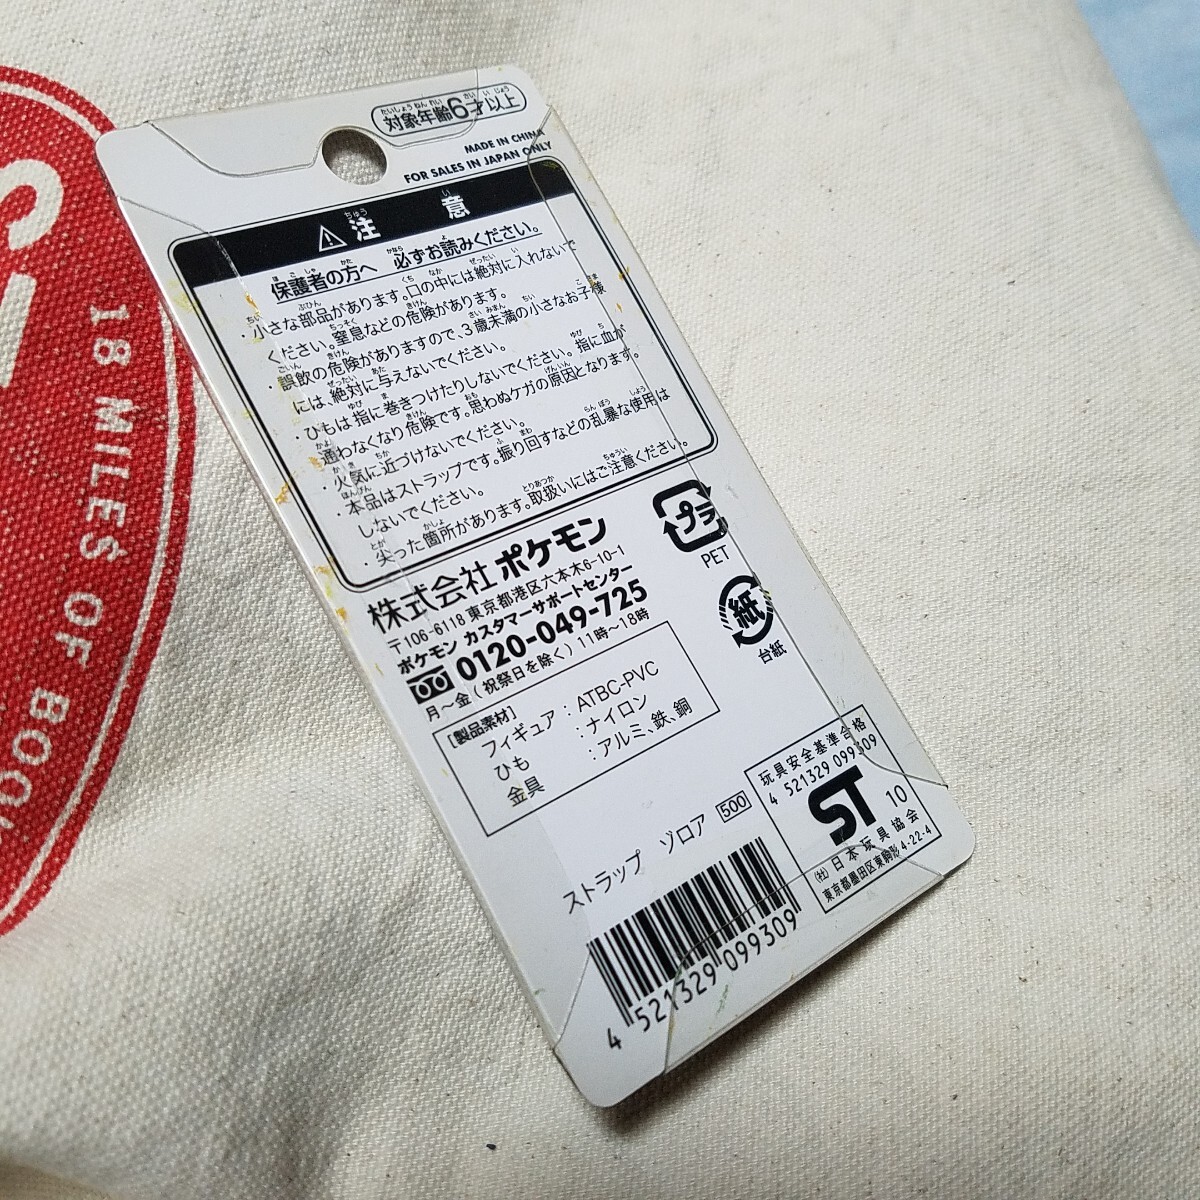 対象年齢6才以上
MADE IN CHINA
FOR SALES IN JAPAN ONLY
注意
保護者の方へ 必ずお読みください。
・小さな部品があります。口の中には絶対に入れないで
ください。窒息などの危険があります。
・誤飲の危険がありますので、3歳未満の小さなお子様
には、絶対に与えないでください。
・ひもは指に巻きつけたりしないでください。指に血が
通わなくなり危険です。思わぬケガの原因となります。
・火気に近づけないでください。
・本品はストラップです。振り回すなどの乱暴な使用は
しないでください。
・尖った箇所があります。取扱いにはご注意ください。
株式会社ポケモン
〒106-6118 東京都港区六本木6-10-1
ポケモン カスタマーサポートセンター
0120-049-725
月〜金(祝祭日を除く)11時〜18時
プラ
PET
紙
台紙
[製品素材]
フィギュア : ATBC-PVC
ひも : ナイロン
金具 : アルミ、鉄、銅
ストラップ ゾロア 500
4 521329 099309
玩具安全基準合格
4 521329 099309
ST 10
(社)日本玩具協会
東京都墨田区東駒形4-22-4
18 MILES OF BOOK